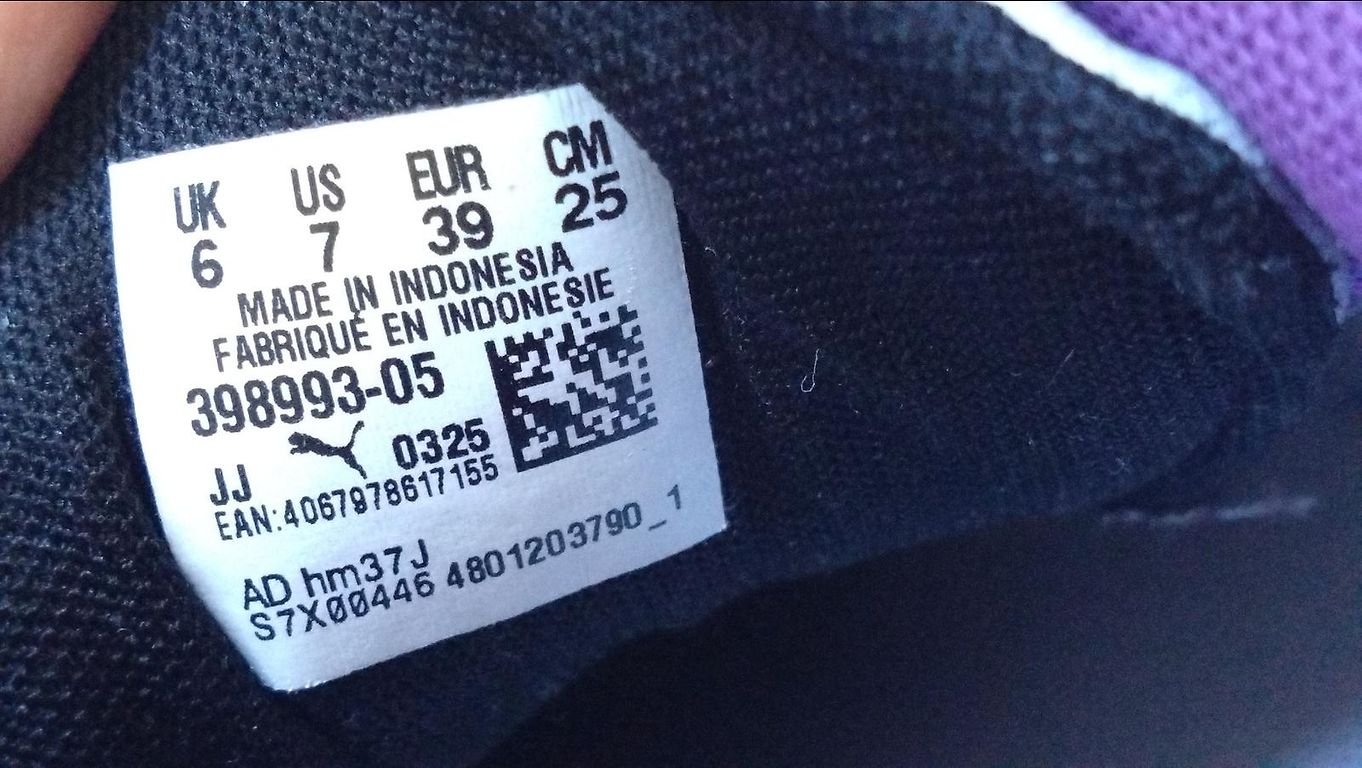 UK US EUR CM
6 7 39 25
MADE IN INDONESIA
FABRIQUÉ EN INDONESIE
398993-05
JJ 0325
EAN:4067978617155
AD hm37J
S7X00446 4801203790_1